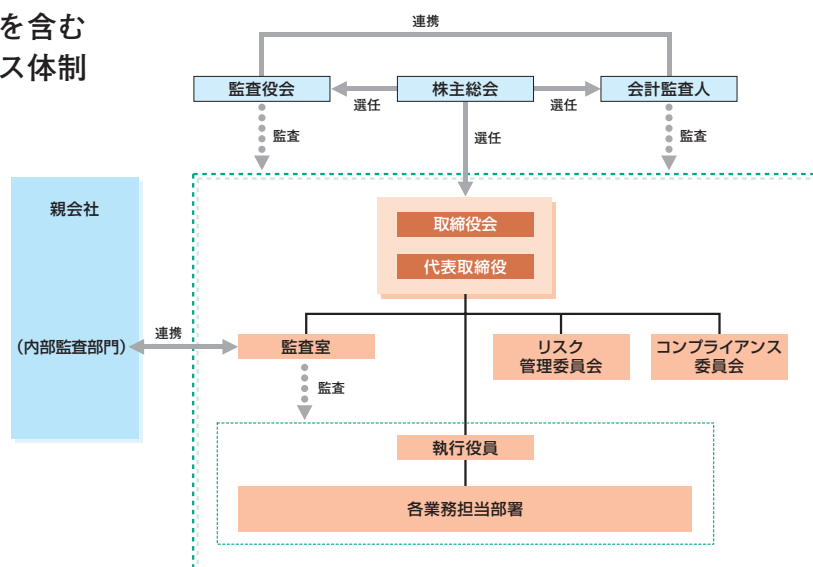 を含む
ス体制
連携
監査役会
株主総会
会計監査人
選任
選任
監査
選任
監査
親会社
取締役会
代表取締役
(内部監査部門)
連携
監査室
リスク
管理委員会
コンプライアンス
委員会
監査
執行役員
各業務担当部署